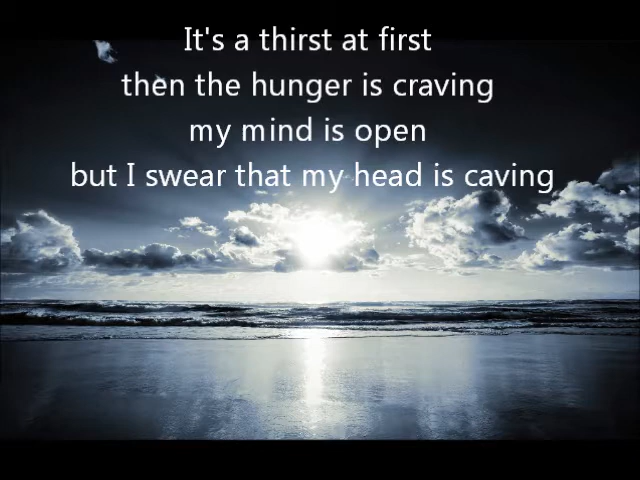 It's a thirst at first
then the hunger is craving
my mind is open
but I swear that my head is caving